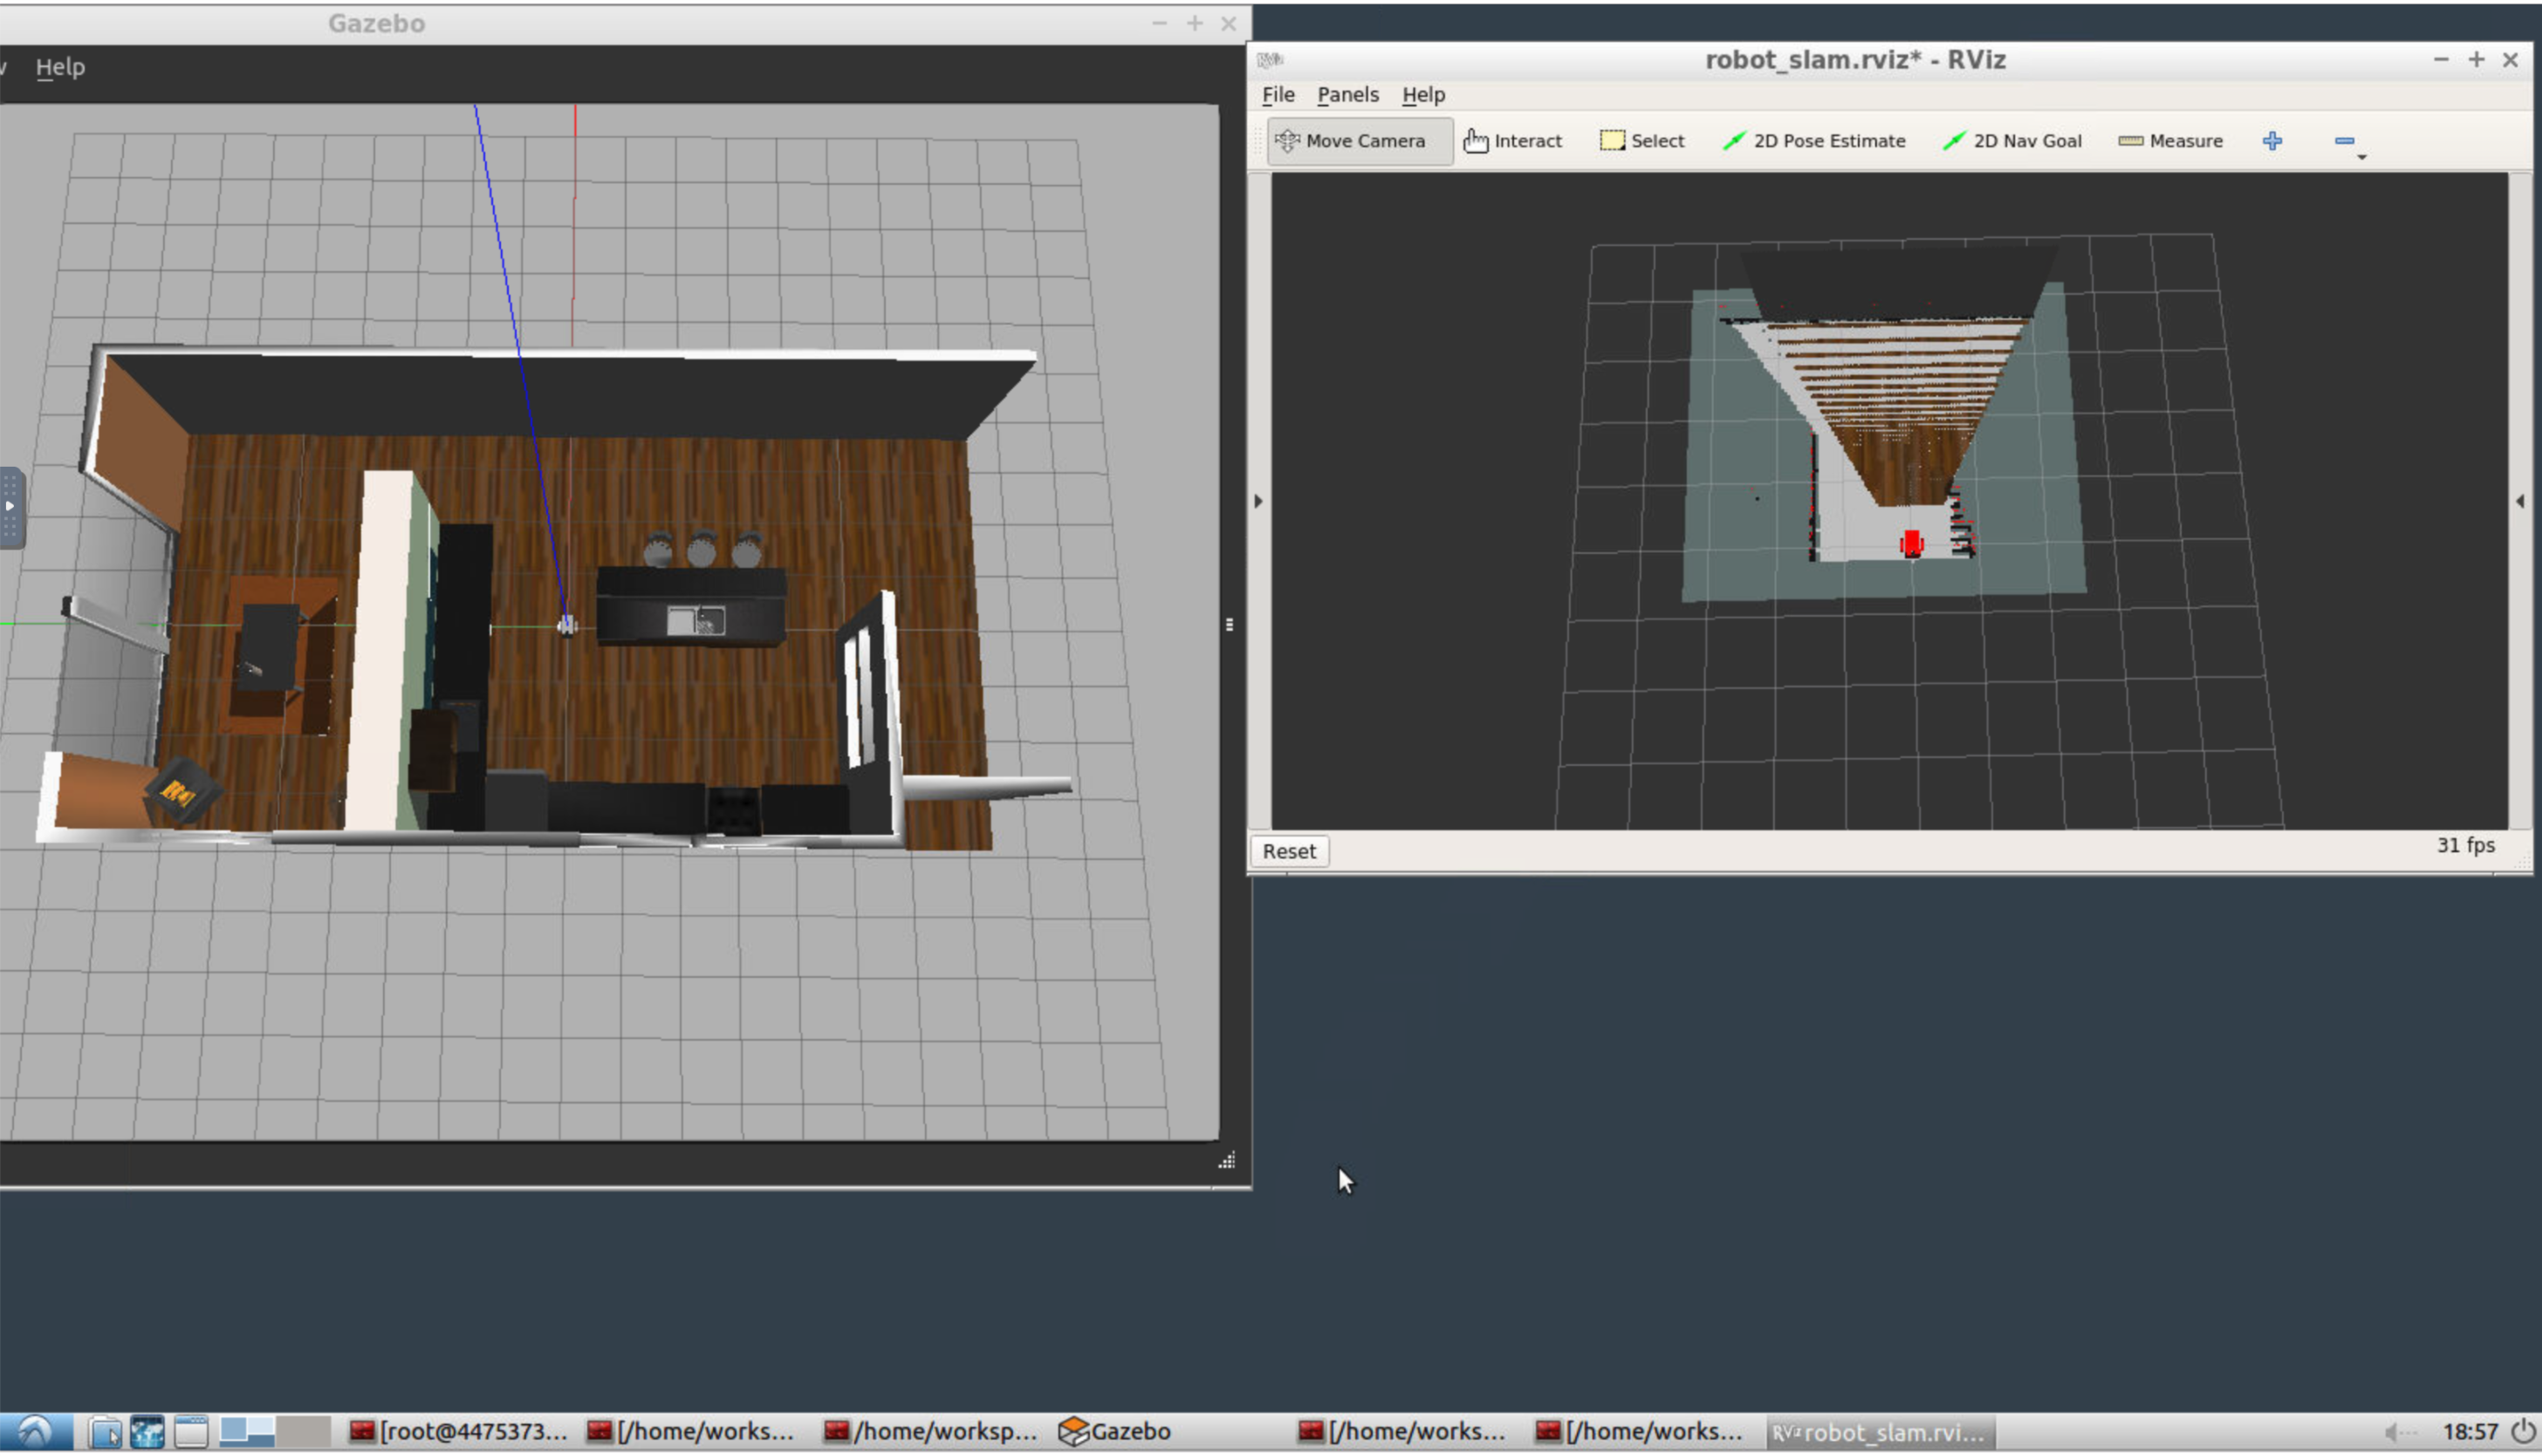 Gazebo
Help
robot_slam.rviz* - RViz
File Panels Help
Move Camera Interact Select 2D Pose Estimate 2D Nav Goal Measure
Reset
31 fps
[root@4475373... [/home/works... /home/worksp... Gazebo [/home/works... [/home/works... robot_slam.rvi... 18:57